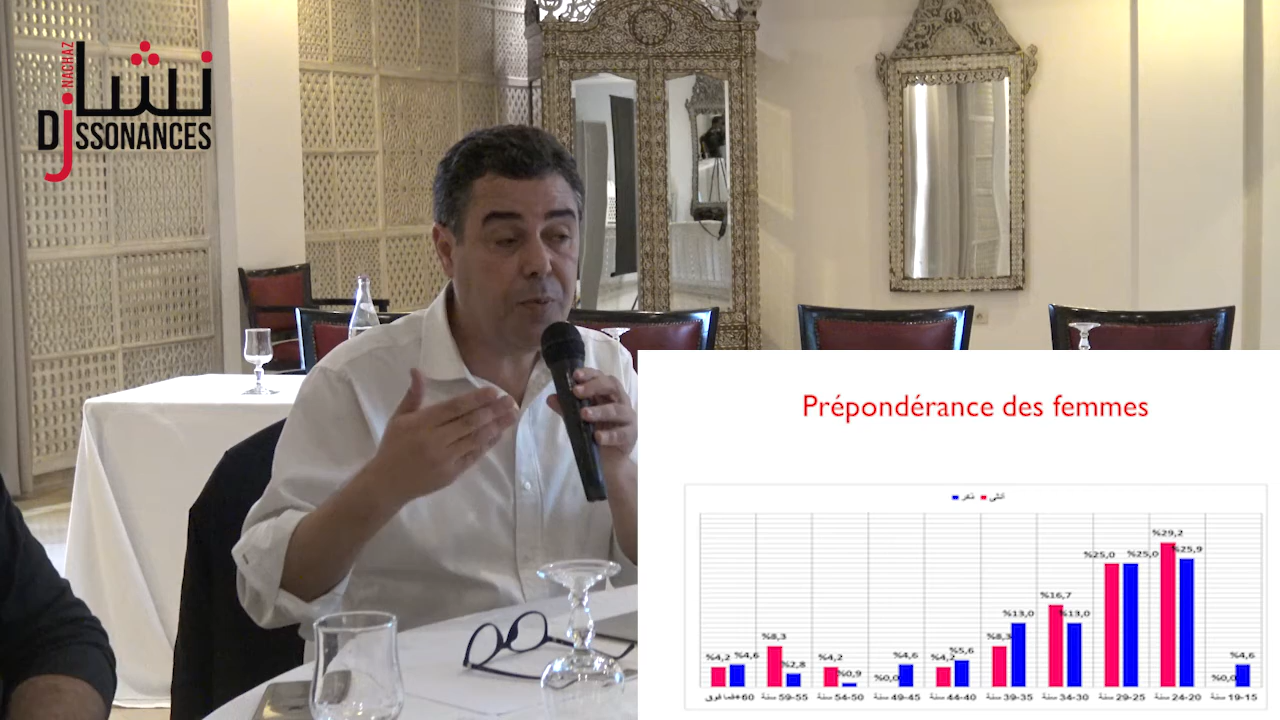 نشاز
NACHAZ
DISSONANCES
Prépondérance des femmes
ذكر أنثى
%4,2 %4,6 %8,3 %2,8 %4,2 %0,9 %0,0 %4,6 %4,2 %5,6 %8,3 %13,0 %16,7 %13,0 %25,0 %25,0 %29,2 %25,9 %0,0 %4,6
60+فما فوق 59-55 سنة 54-50 سنة 49-45 سنة 44-40 سنة 39-35 سنة 34-30 سنة 29-25 سنة 24-20 سنة 19-15 سنة